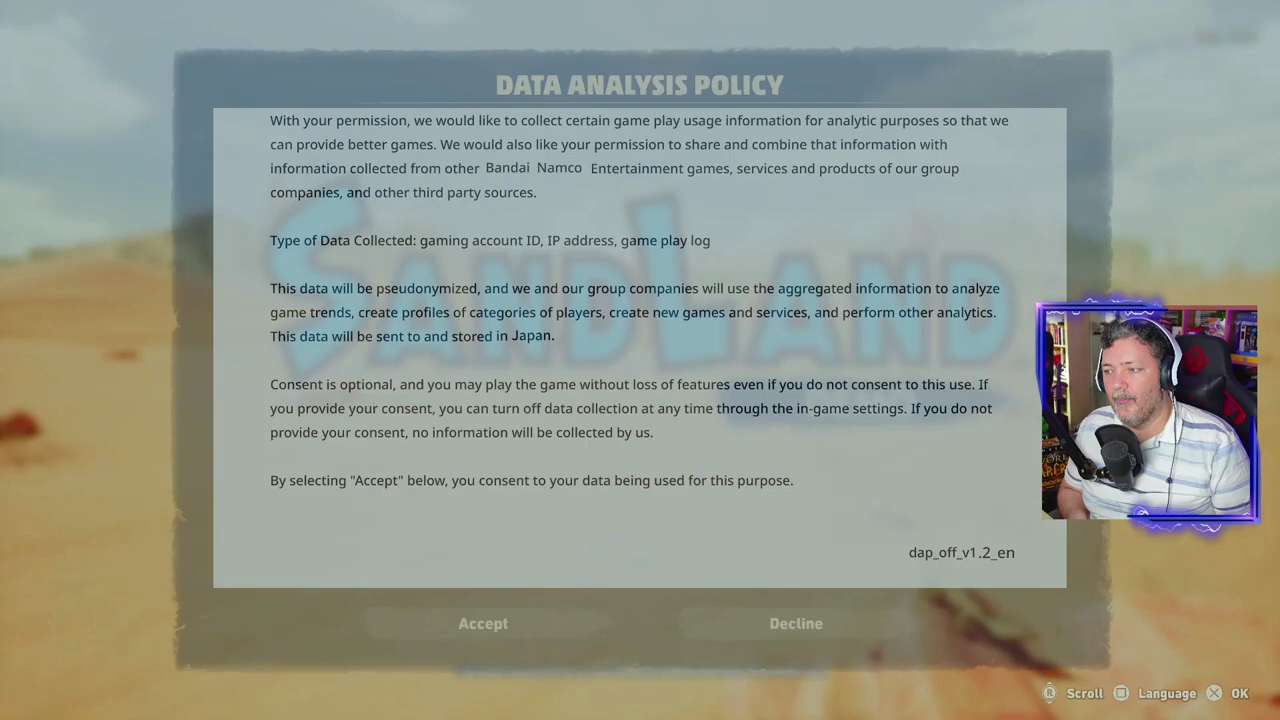 DATA ANALYSIS POLICY
With your permission, we would like to collect certain game play usage information for analytic purposes so that we
can provide better games. We would also like your permission to share and combine that information with
information collected from other Bandai Namco Entertainment games, services and products of our group
companies, and other third party sources.
Type of Data Collected: gaming account ID, IP address, game play log
This data will be pseudonymized, and we and our group companies will use the aggregated information to analyze
game trends, create profiles of categories of players, create new games and services, and perform other analytics.
This data will be sent to and stored in Japan.
Consent is optional, and you may play the game without loss of features even if you do not consent to this use. If
you provide your consent, you can turn off data collection at any time through the in-game settings. If you do not
provide your consent, no information will be collected by us.
By selecting "Accept" below, you consent to your data being used for this purpose.
dap_off_v1.2_en
SANDLAND
Accept
Decline
Scroll
Language
OK